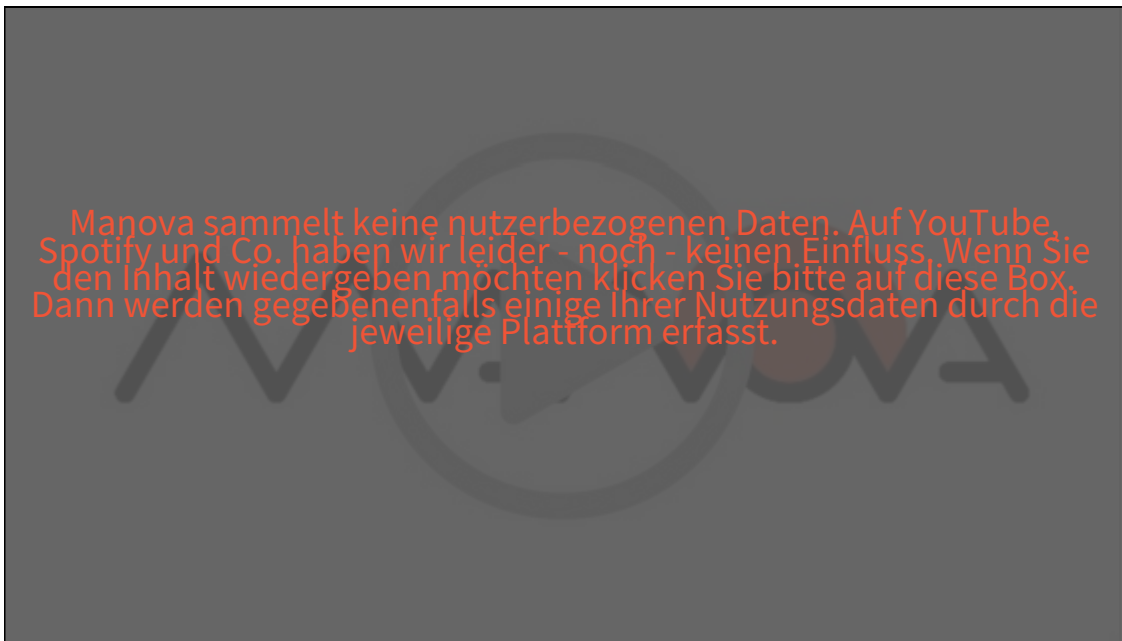 Manova sammelt keine nutzerbezogenen Daten. Auf YouTube,
Spotify und Co. haben wir leider - noch - keinen Einfluss. Wenn Sie
den Inhalt wiedergeben möchten klicken Sie bitte auf diese Box.
Dann werden gegebenenfalls einige Ihrer Nutzungsdaten durch die
jeweilige Plattform erfasst.
MANOVA